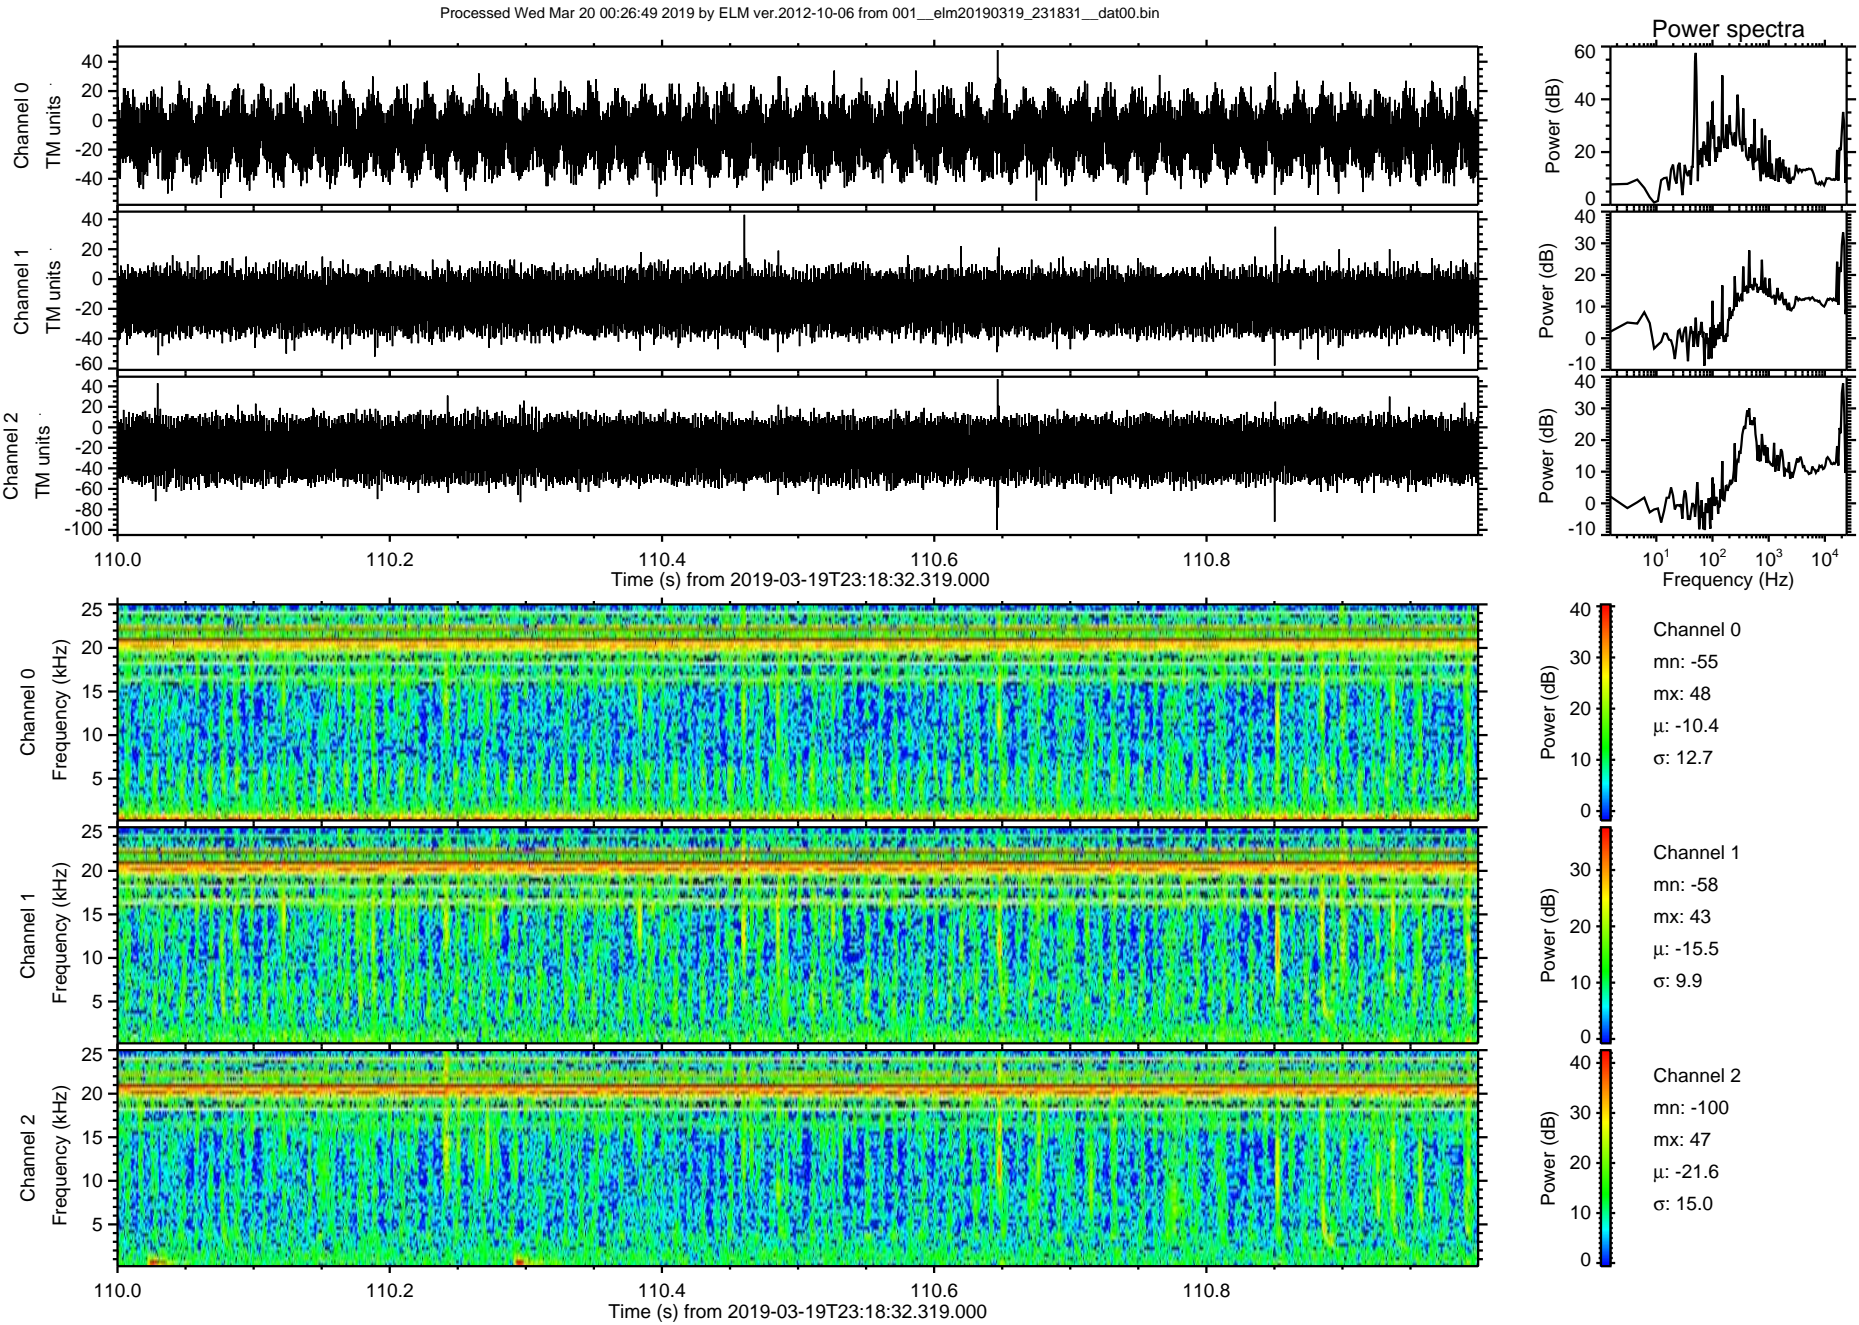 Processed Wed Mar 20 00:26:49 2019 by ELM ver.2012-10-06 from 001__elm20190319_231831__dat00.bin
Power spectra
Channel 0
TM units
40
20
0
-20
-40
Power (dB)
60
40
20
0
Channel 1
TM units
40
20
0
-20
-40
-60
Power (dB)
40
30
20
10
0
-10
Channel 2
TM units
40
20
0
-20
-40
-60
-80
-100
Power (dB)
40
30
20
10
0
-10
110.0 110.2 110.4 110.6 110.8
Time (s) from 2019-03-19T23:18:32.319.000
10¹ 10² 10³ 10⁴
Frequency (Hz)
Channel 0
Frequency (kHz)
25
20
15
10
5
Power (dB)
40
30
20
10
0
Channel 0
mn: -55
mx: 48
μ: -10.4
σ: 12.7
Channel 1
Frequency (kHz)
25
20
15
10
5
Power (dB)
30
20
10
0
Channel 1
mn: -58
mx: 43
μ: -15.5
σ: 9.9
Channel 2
Frequency (kHz)
25
20
15
10
5
Power (dB)
40
30
20
10
0
Channel 2
mn: -100
mx: 47
μ: -21.6
σ: 15.0
110.0 110.2 110.4 110.6 110.8
Time (s) from 2019-03-19T23:18:32.319.000